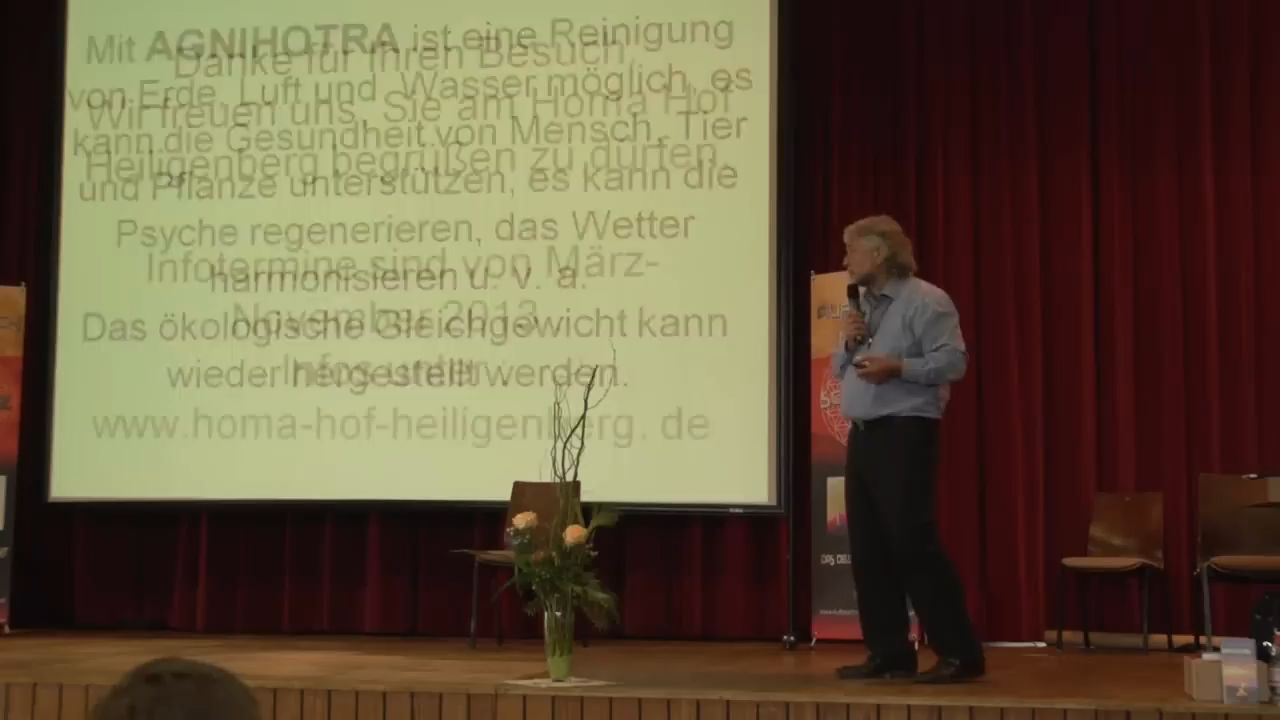 Mit AGNIHOTRA ist eine Reinigung
von Erde, Luft und Wasser möglich, es
kann die Gesundheit von Mensch, Tier
und Pflanze unterstützen, es kann die
Psyche regenerieren, das Wetter
harmonisieren u. v. a.
Das ökologische Gleichgewicht kann
wieder hergestellt werden.
Danke für Ihren Besuch.
Wir freuen uns, Sie am Homa Hof
Heiligenberg begrüßen zu dürfen.
Infotermine sind von März-
November 2013
Infos unter
www.homa-hof-heiligenberg. de